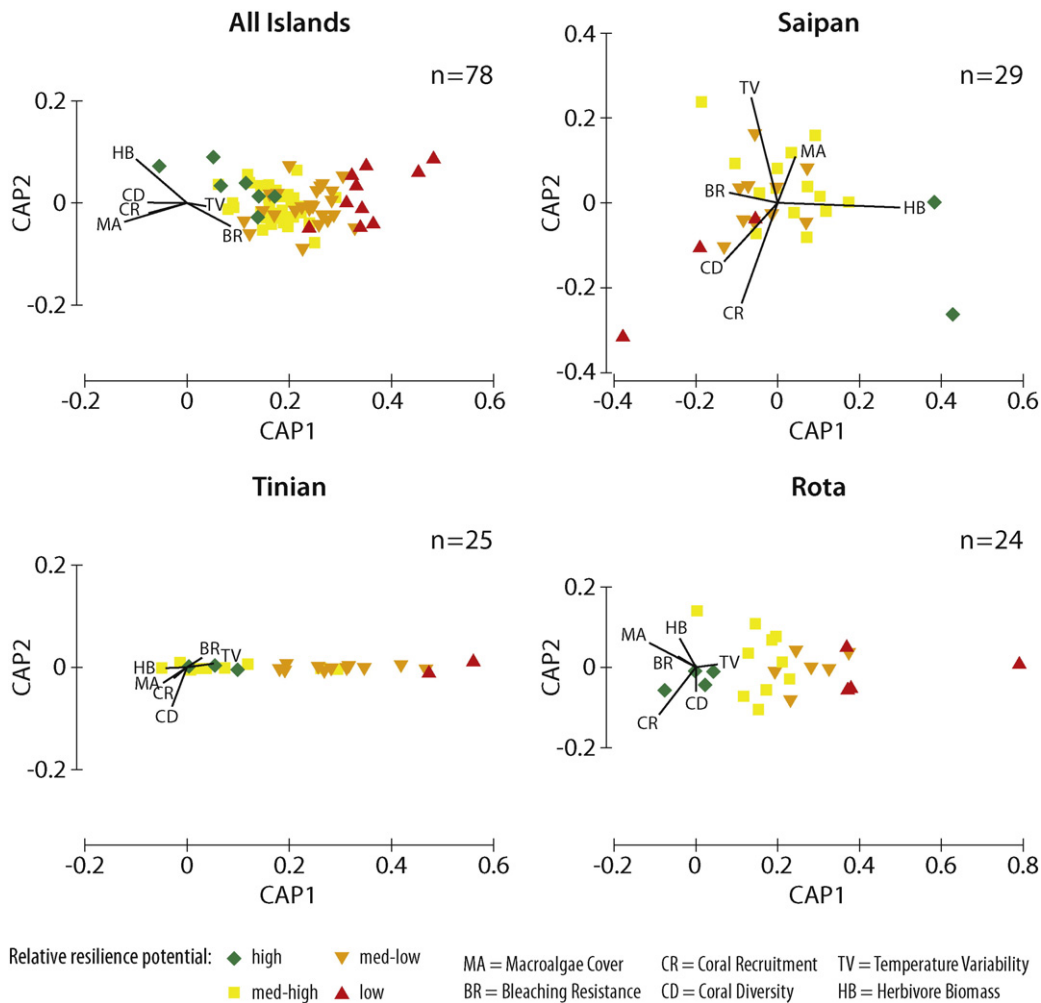 All Islands
n=78
0.2
0
-0.2
CAP2
HB
CD
CR
MA
TV
BR
-0.2
0
0.2
0.4
0.6
CAP1
Saipan
n=29
0.4
0.2
0
-0.2
-0.4
CAP2
TV
MA
BR
HB
CD
CR
-0.4
-0.2
0
0.2
0.4
0.6
CAP1
Tinian
n=25
0.2
0
-0.2
CAP2
BR
TV
HB
MA
CR
CD
-0.2
0
0.2
0.4
0.6
CAP1
Rota
n=24
0.2
0
-0.2
CAP2
HB
MA
BR
TV
CD
CR
-0.2
0
0.2
0.4
0.6
0.8
CAP1
Relative resilience potential:
high
med-low
med-high
low
MA = Macroalgae Cover
CR = Coral Recruitment
TV = Temperature Variability
BR = Bleaching Resistance
CD = Coral Diversity
HB = Herbivore Biomass